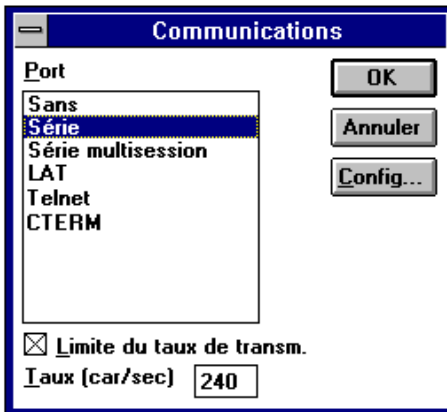 Communications
Port
Sans
Série
Série multisession
LAT
Telnet
CTERM
OK
Annuler
Config...
Limite du taux de transm.
Taux (car/sec) 240